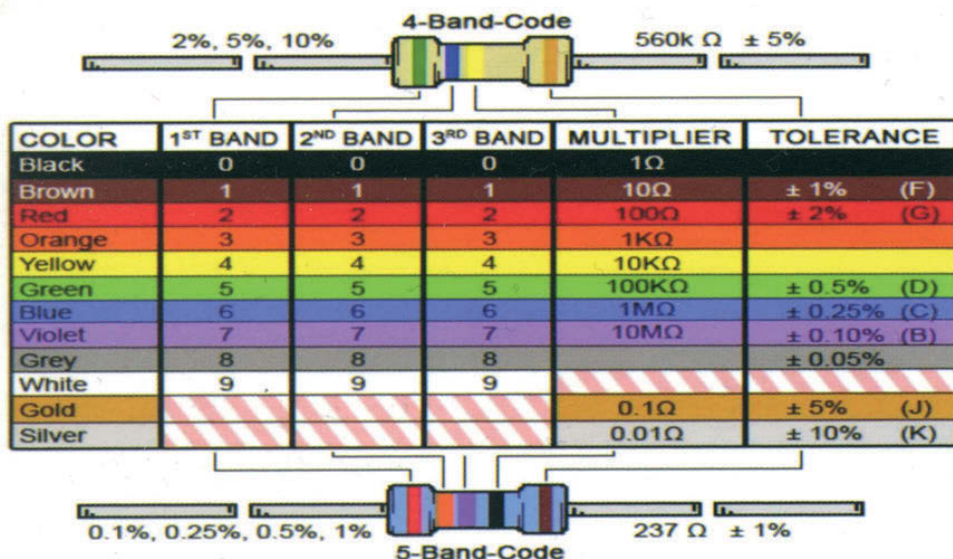 4-Band-Code
2%, 5%, 10% 560k Ω ± 5%
COLOR 1ST BAND 2ND BAND 3RD BAND MULTIPLIER TOLERANCE
Black 0 0 0 1Ω
Brown 1 1 1 10Ω ± 1% (F)
Red 2 2 2 100Ω ± 2% (G)
Orange 3 3 3 1KΩ
Yellow 4 4 4 10KΩ
Green 5 5 5 100KΩ ± 0.5% (D)
Blue 6 6 6 1MΩ ± 0.25% (C)
Violet 7 7 7 10MΩ ± 0.10% (B)
Grey 8 8 8 ± 0.05%
White 9 9 9
Gold 0.1Ω ± 5% (J)
Silver 0.01Ω ± 10% (K)
0.1%, 0.25%, 0.5%, 1% 237 Ω ± 1%
5-Band-Code